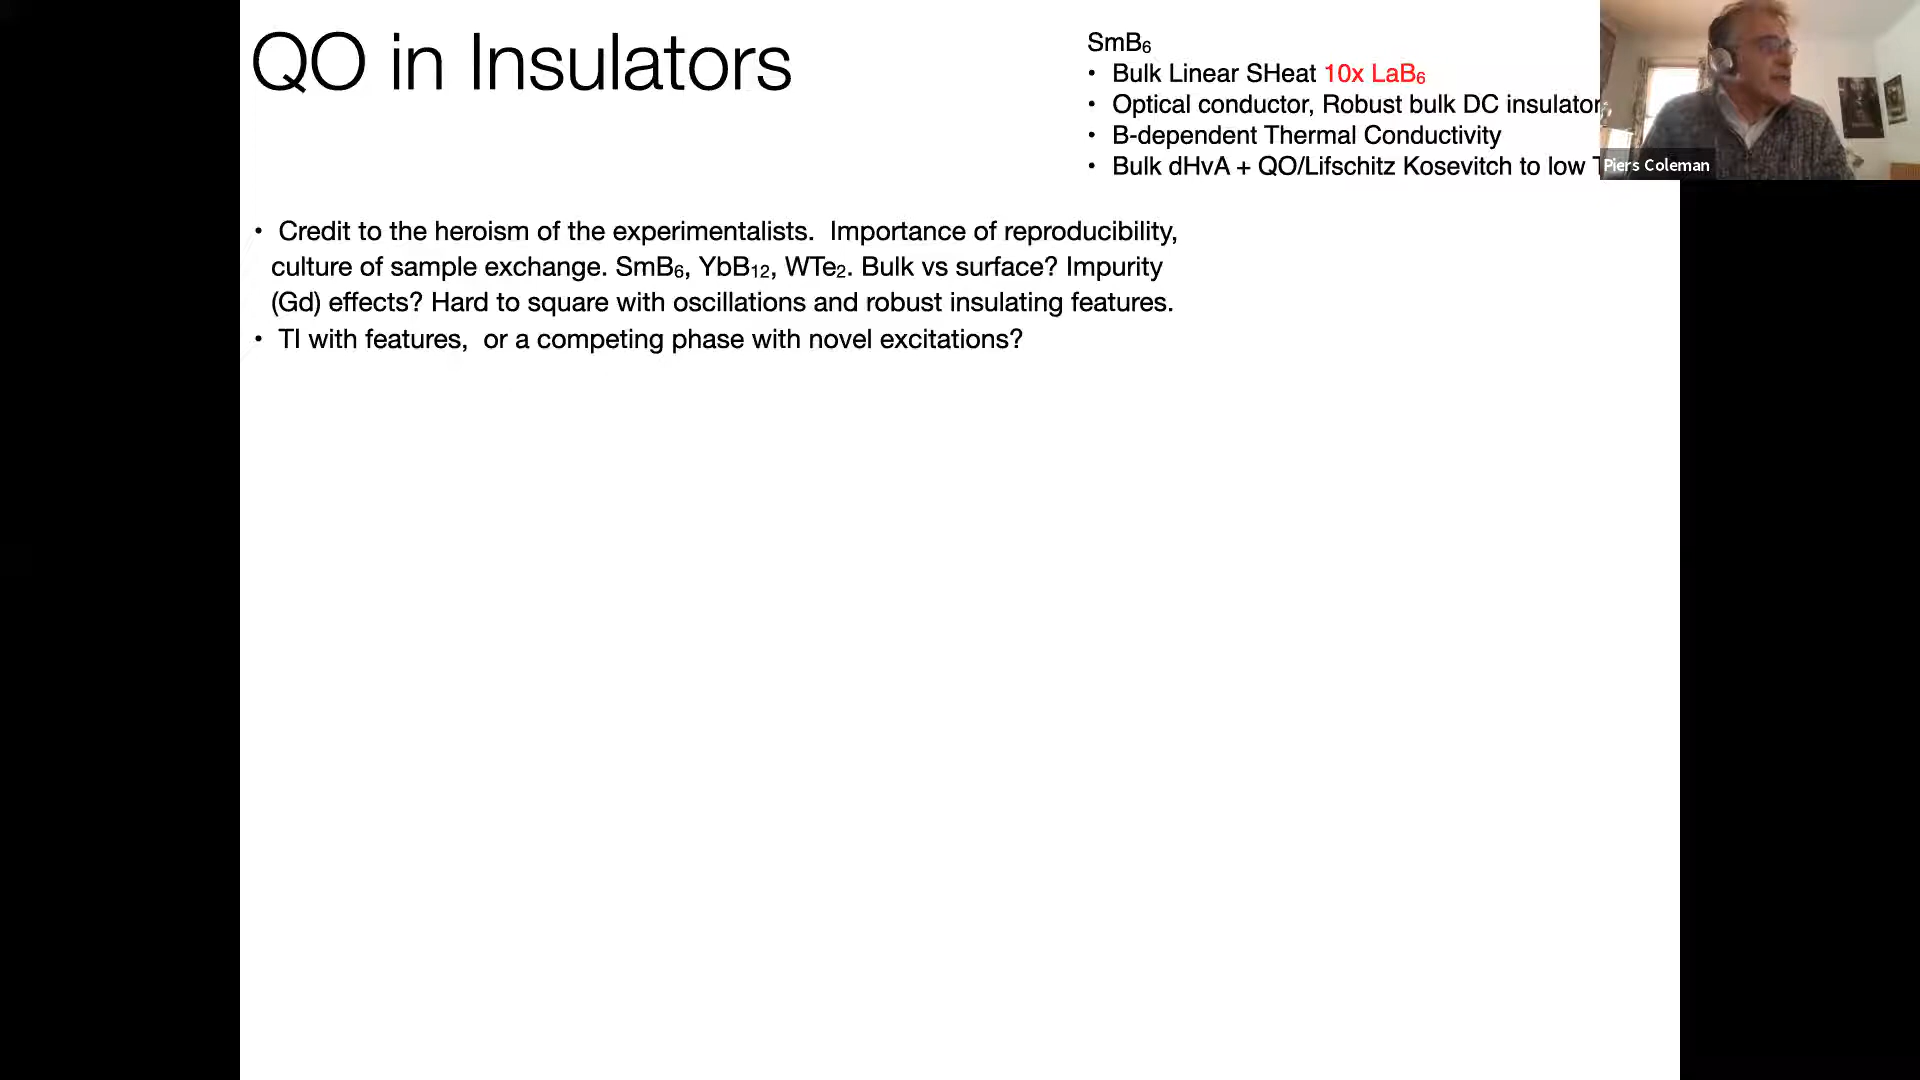 QO in Insulators
SmB₆
• Bulk Linear SHeat 10x LaB₆
• Optical conductor, Robust bulk DC insulator
• B-dependent Thermal Conductivity
• Bulk dHvA + QO/Lifschitz Kosevitch to low T
Piers Coleman
• Credit to the heroism of the experimentalists. Importance of reproducibility,
culture of sample exchange. SmB₆, YbB₁₂, WTe₂. Bulk vs surface? Impurity
(Gd) effects? Hard to square with oscillations and robust insulating features.
• TI with features, or a competing phase with novel excitations?